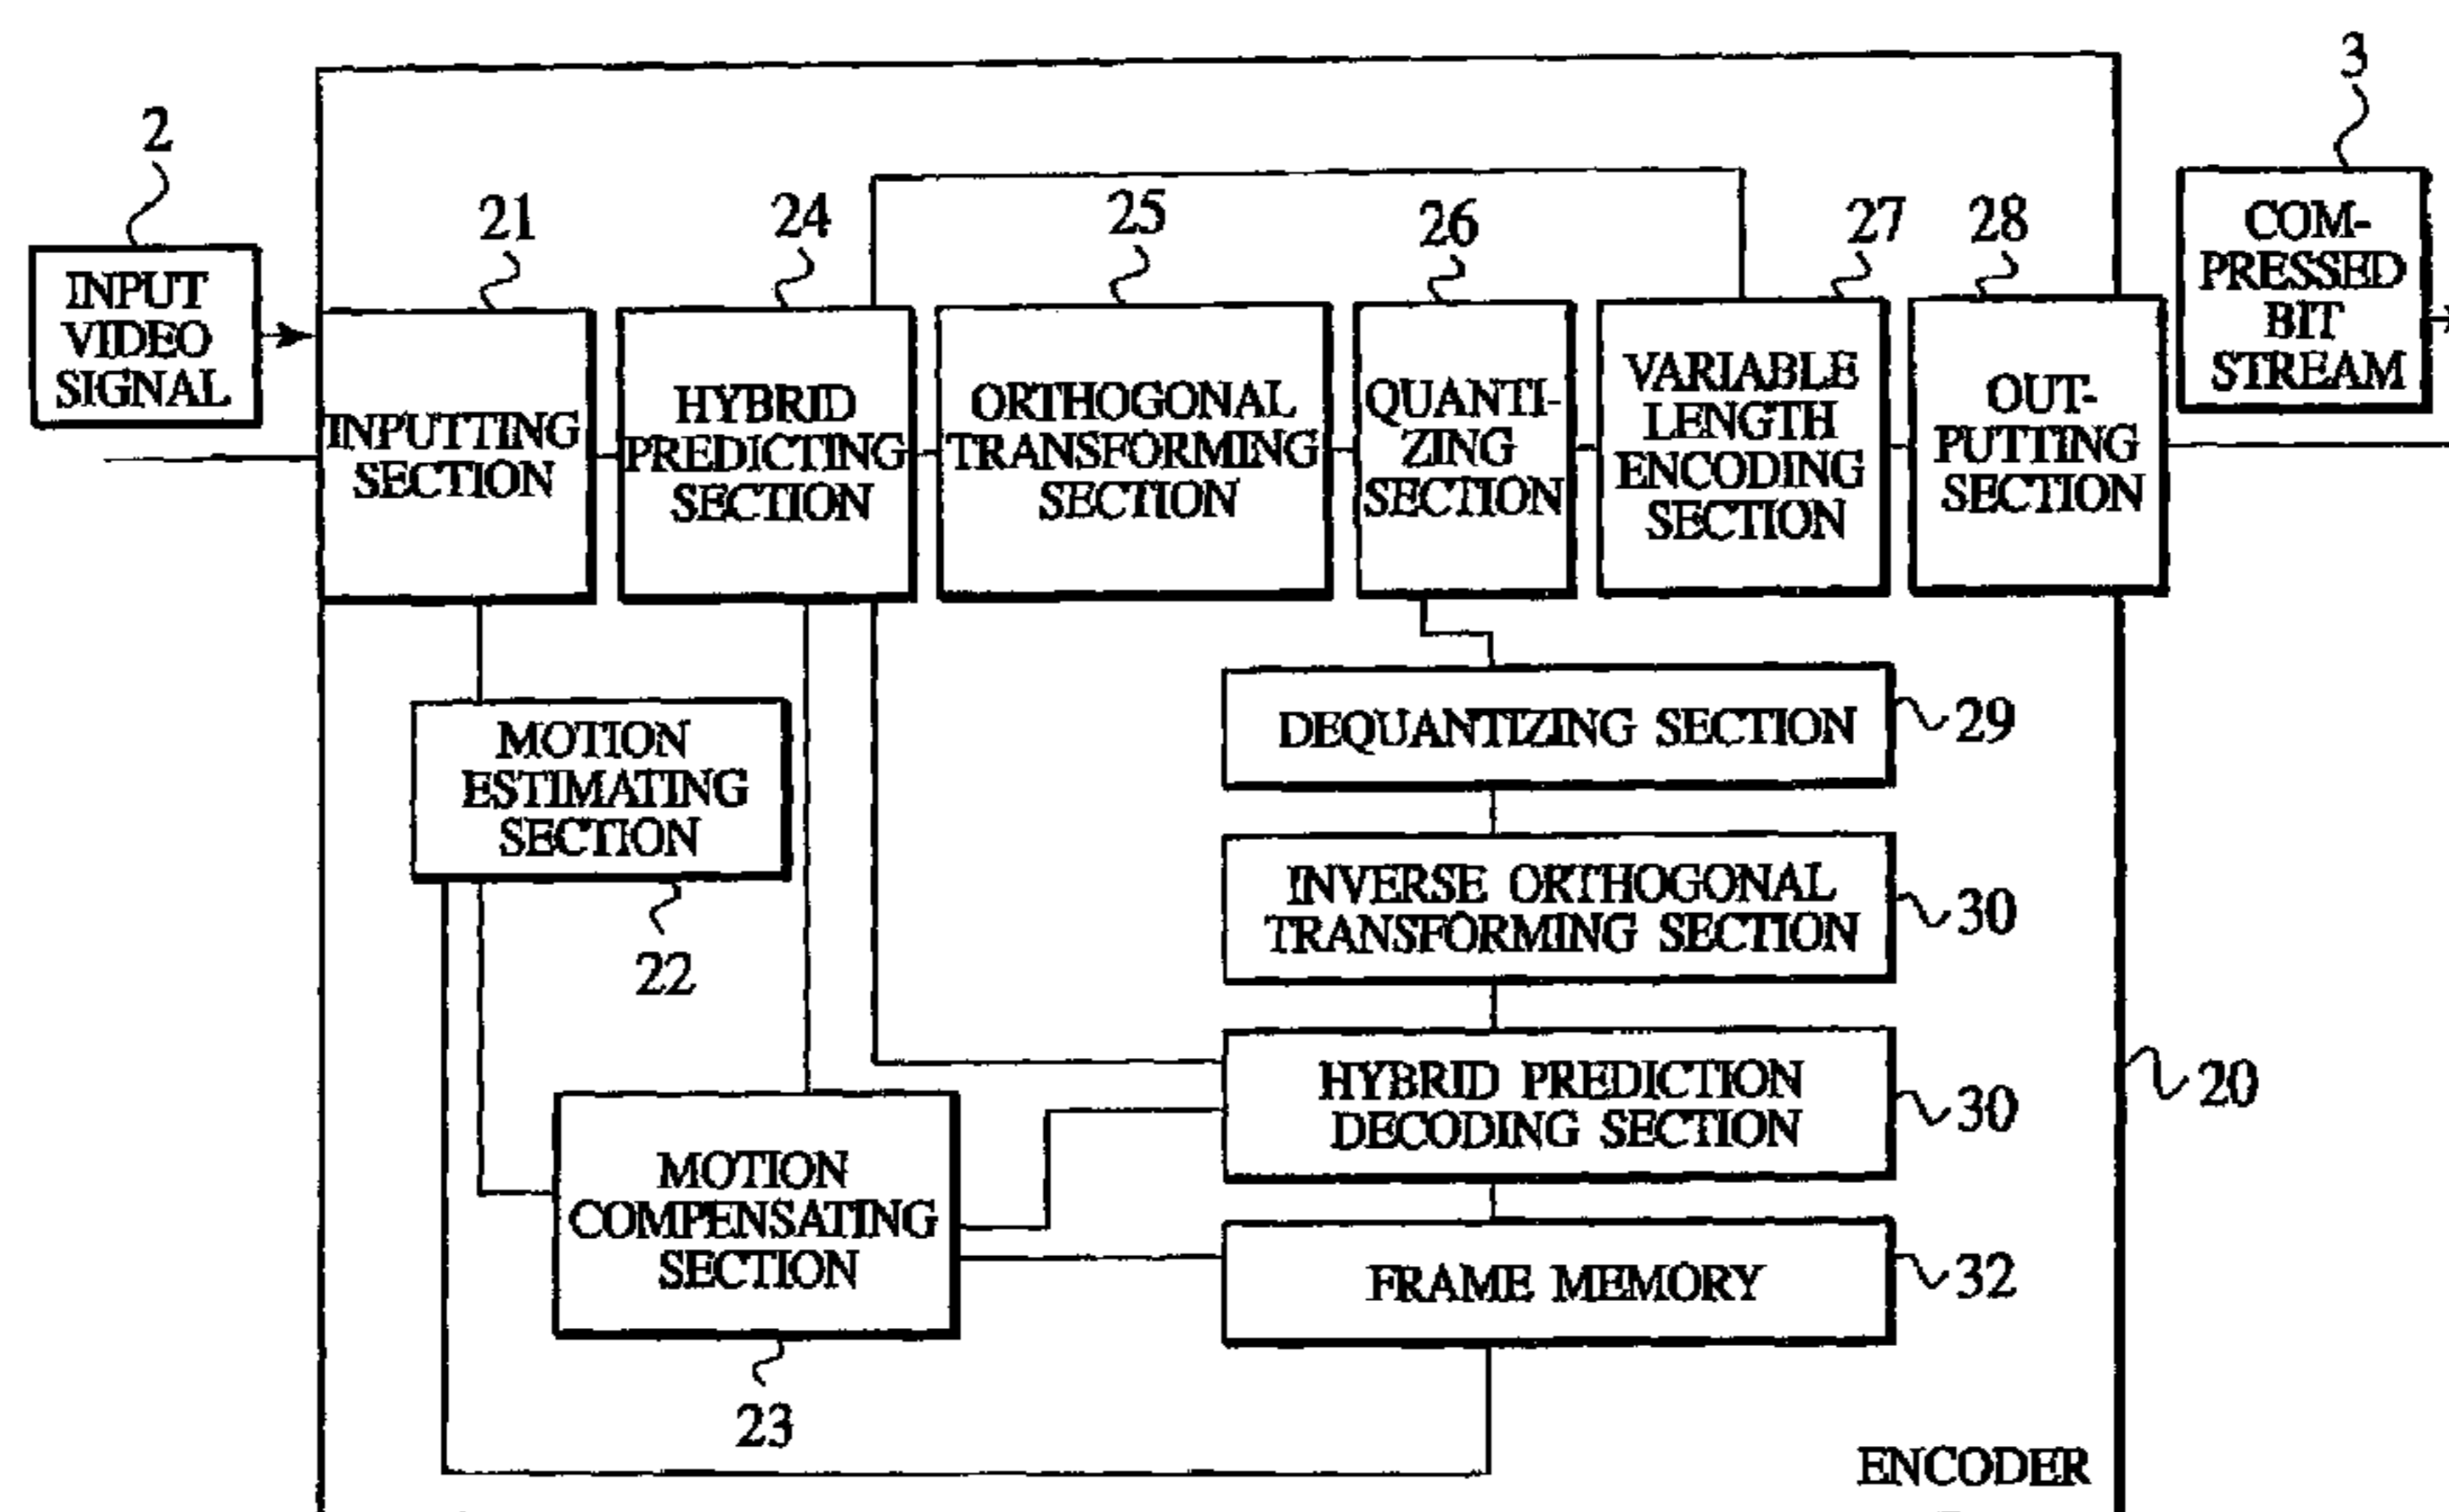 3
COM-
PRESSED
BIT
STREAM
2
INPUT
VIDEO
SIGNAL
21
INPUTTING
SECTION
24
HYBRID
PREDICTING
SECTION
25
ORTHOGONAL
TRANSFORMING
SECTION
26
QUANTI-
ZING
SECTION
27
VARIABLE
LENGTH
ENCODING
SECTION
28
OUT-
PUTTING
SECTION
MOTION
ESTIMATING
SECTION
22
DEQUANTIZING SECTION
29
INVERSE ORTHOGONAL
TRANSFORMING SECTION
30
HYBRID PREDICTION
DECODING SECTION
30
20
MOTION
COMPENSATING
SECTION
23
FRAME MEMORY
32
ENCODER